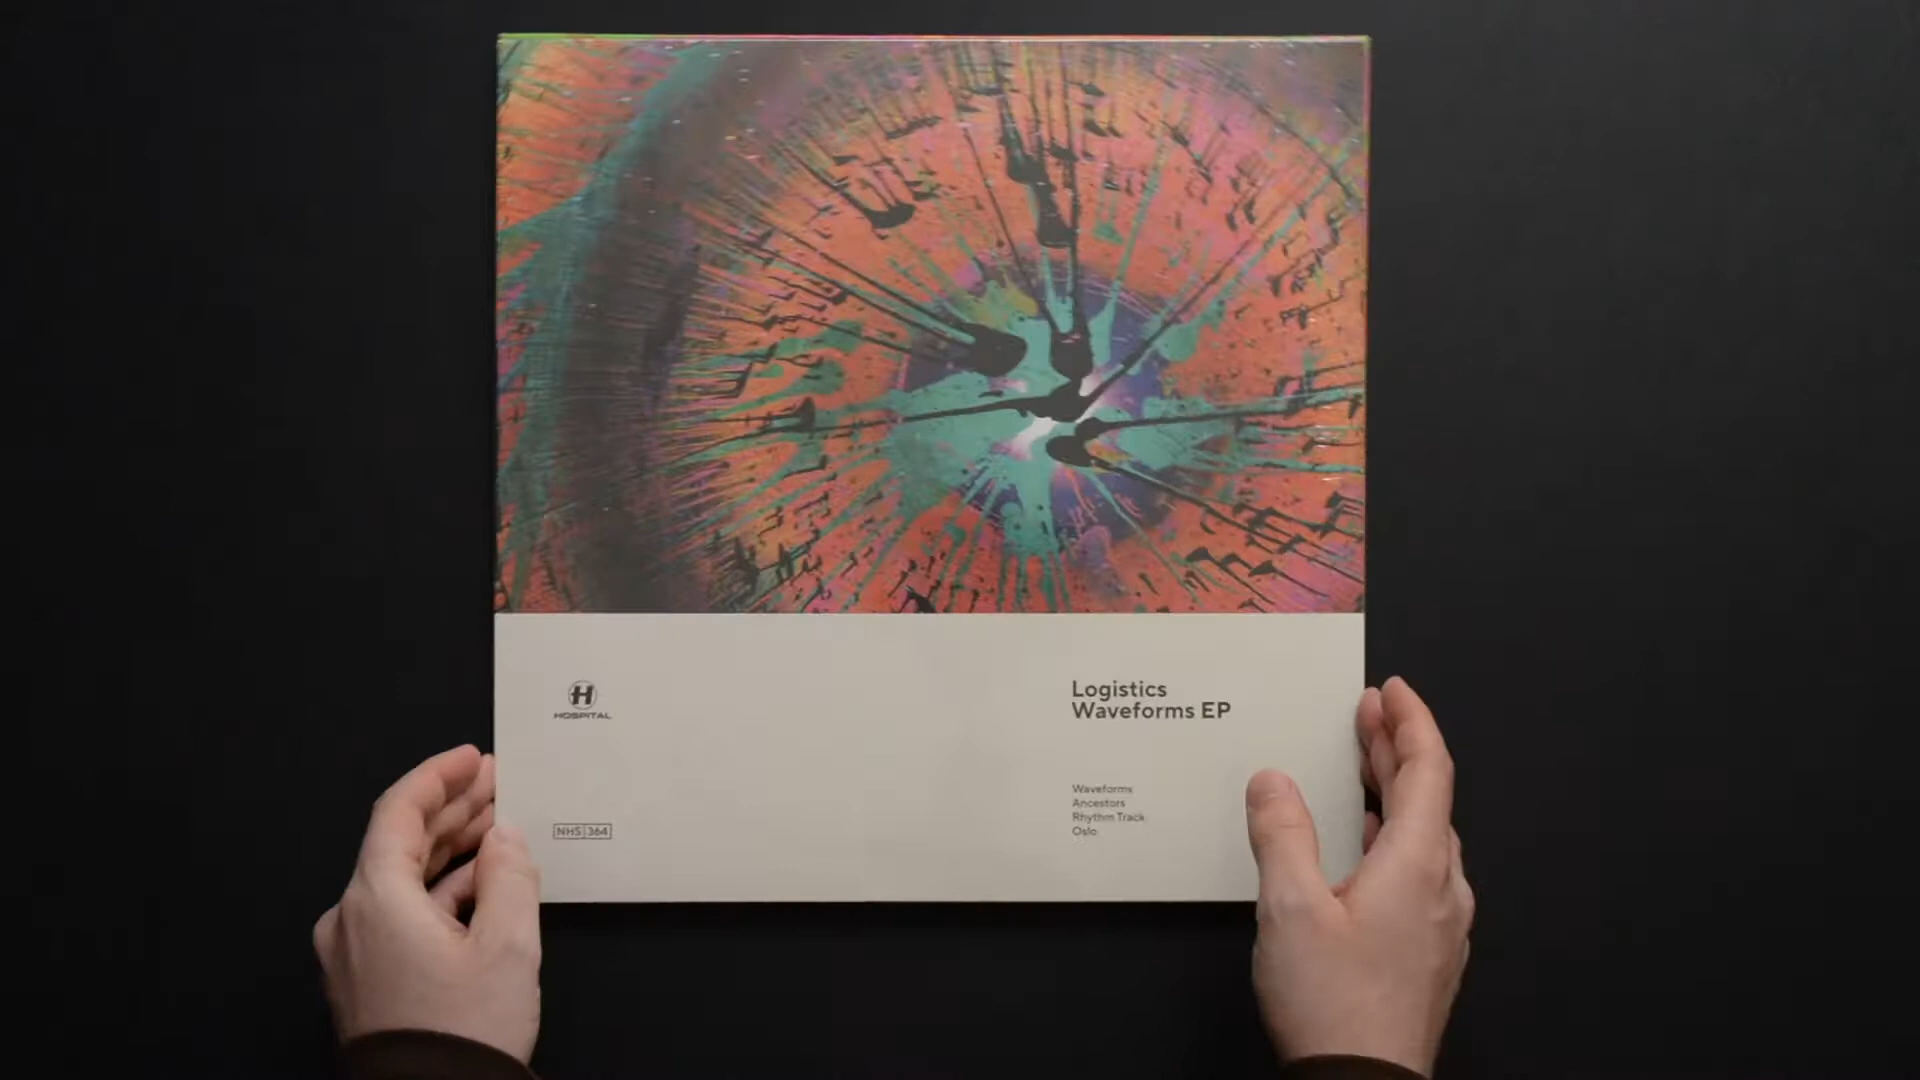 H
HOSPITAL
NHS 364
Logistics
Waveforms EP
Waveforms
Ancestors
Rhythm Track
Oslo